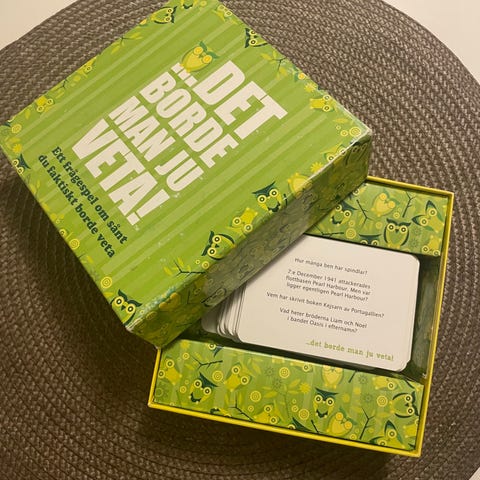 ...DET
BORDE
MAN JU
VETA!
Ett frågespel om sånt
du faktiskt borde veta
Hur många ben har spindlar?
7:e December 1941 attackerades
flottbasen Pearl Harbour. Men var
ligger egentligen Pearl Harbour?
Vem har skrivit boken Kejsarn av Portugallien?
Vad heter bröderna Liam och Noel
i bandet Oasis i efternamn?
...det borde man ju veta!